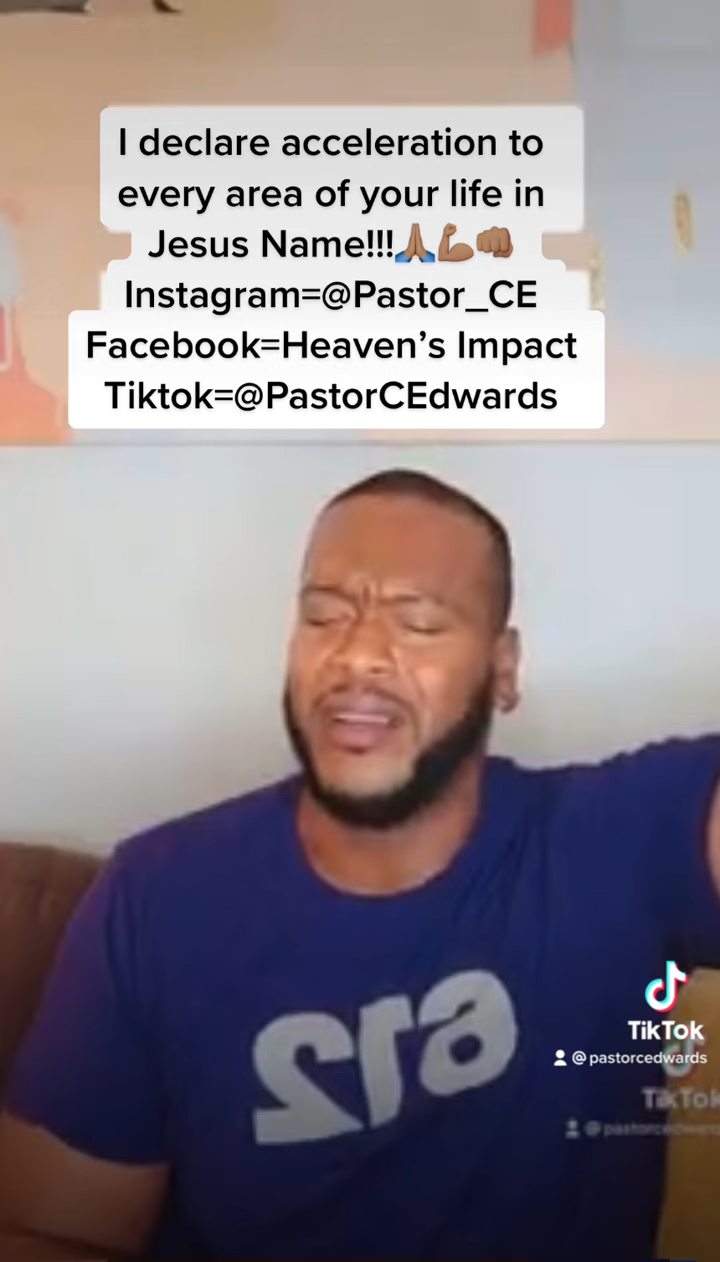 I declare acceleration to
every area of your life in
Jesus Name!!!🙏🏽💪🏽👊🏽
Instagram=@Pastor_CE
Facebook=Heaven’s Impact
Tiktok=@PastorCEdwards
TikTok
@pastorcedwards
TikTok